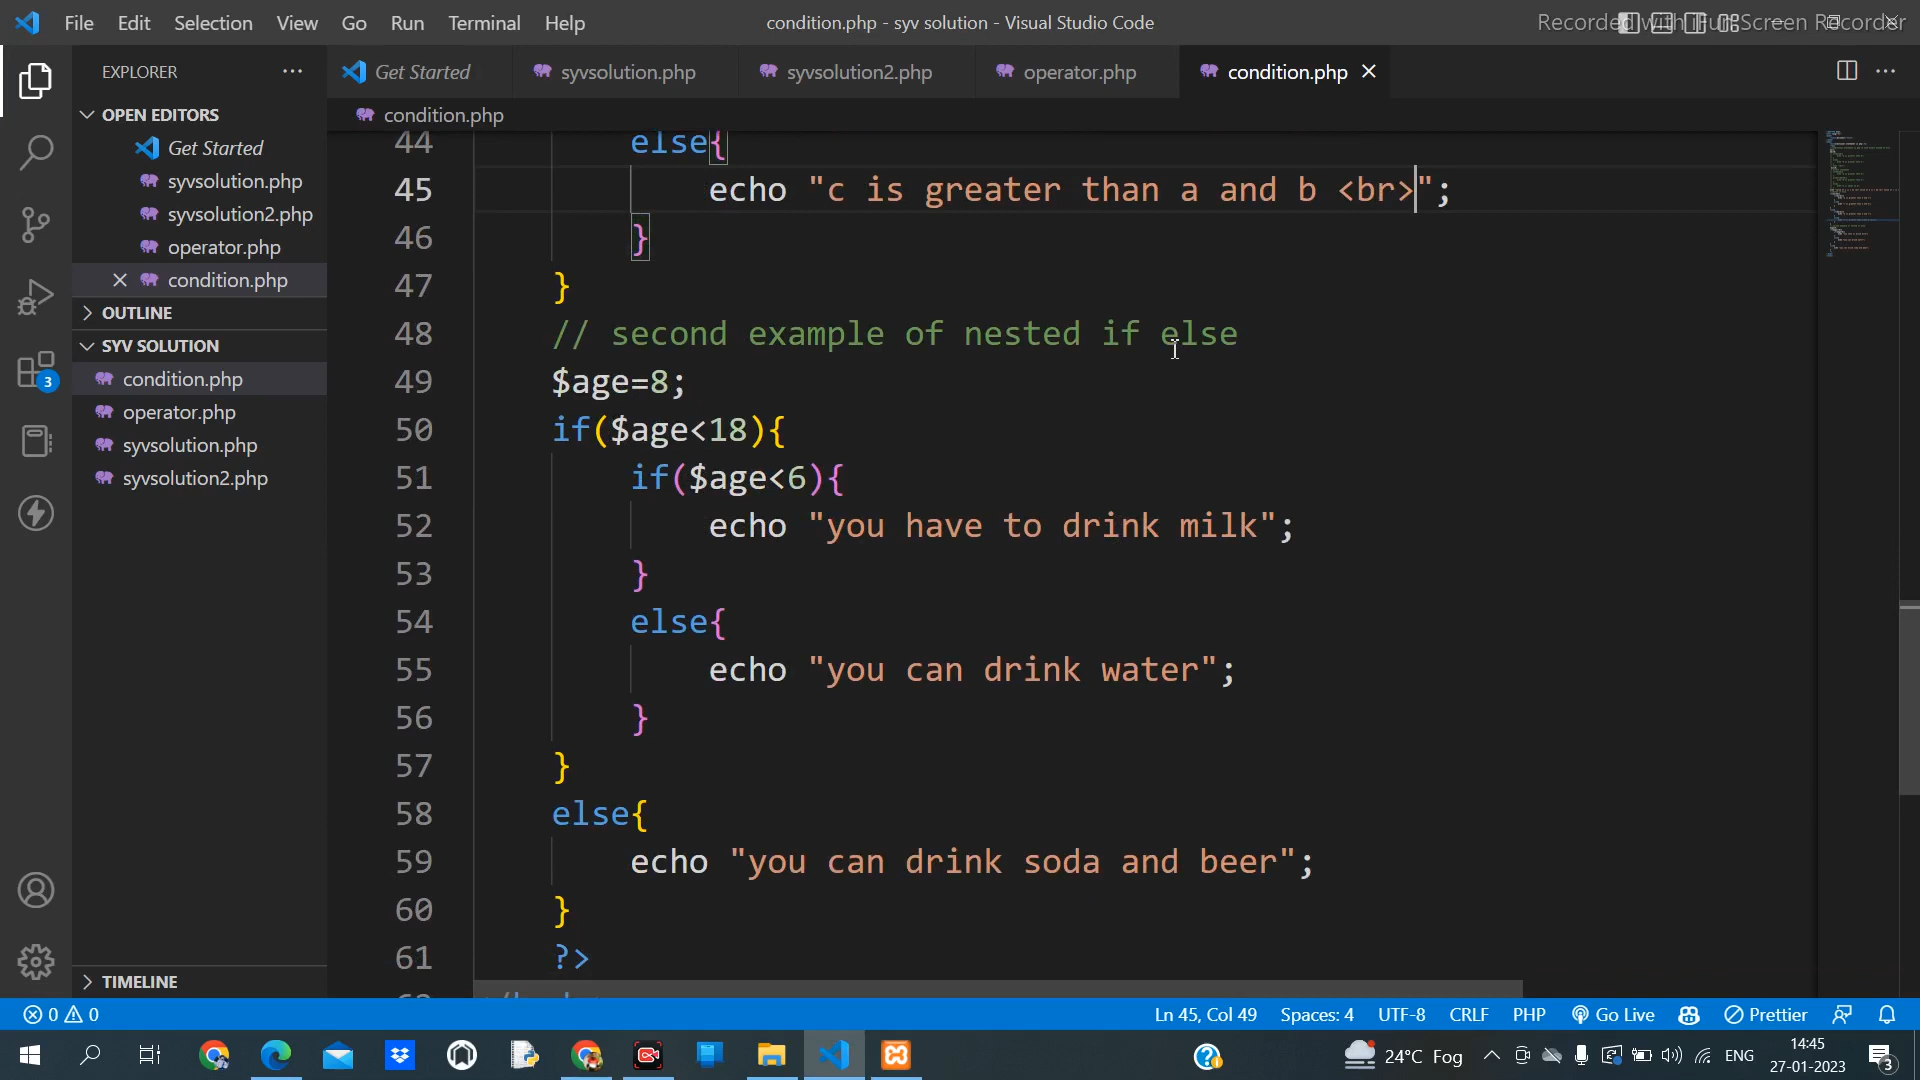 File Edit Selection View Go Run Terminal Help
condition.php - syv solution - Visual Studio Code
Recorded with iFun Screen Recorder
EXPLORER
OPEN EDITORS
Get Started
syvsolution.php
syvsolution2.php
operator.php
condition.php
OUTLINE
SYV SOLUTION
condition.php
operator.php
syvsolution.php
syvsolution2.php
3
TIMELINE
Get Started syvsolution.php syvsolution2.php operator.php condition.php
condition.php
44 else{
45 echo "c is greater than a and b <br>";
46 }
47 }
48 // second example of nested if else
49 $age=8;
50 if($age<18){
51 if($age<6){
52 echo "you have to drink milk";
53 }
54 else{
55 echo "you can drink water";
56 }
57 }
58 else{
59 echo "you can drink soda and beer";
60 }
61 ?>
0 0 Ln 45, Col 49 Spaces: 4 UTF-8 CRLF PHP Go Live Prettier
24°C Fog ENG 14:45
27-01-2023 3